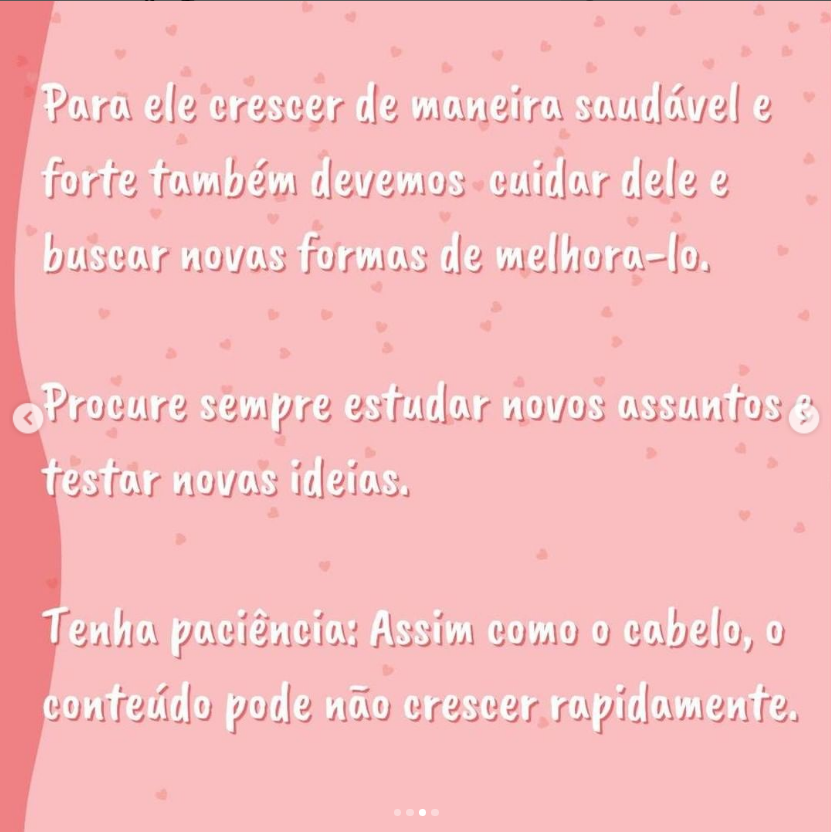 Para ele crescer de maneira saudável e
forte também devemos cuidar dele e
buscar novas formas de melhora-lo.
Procure sempre estudar novos assuntos e
testar novas ideias.
Tenha paciência: Assim como o cabelo, o
conteúdo pode não crescer rapidamente.